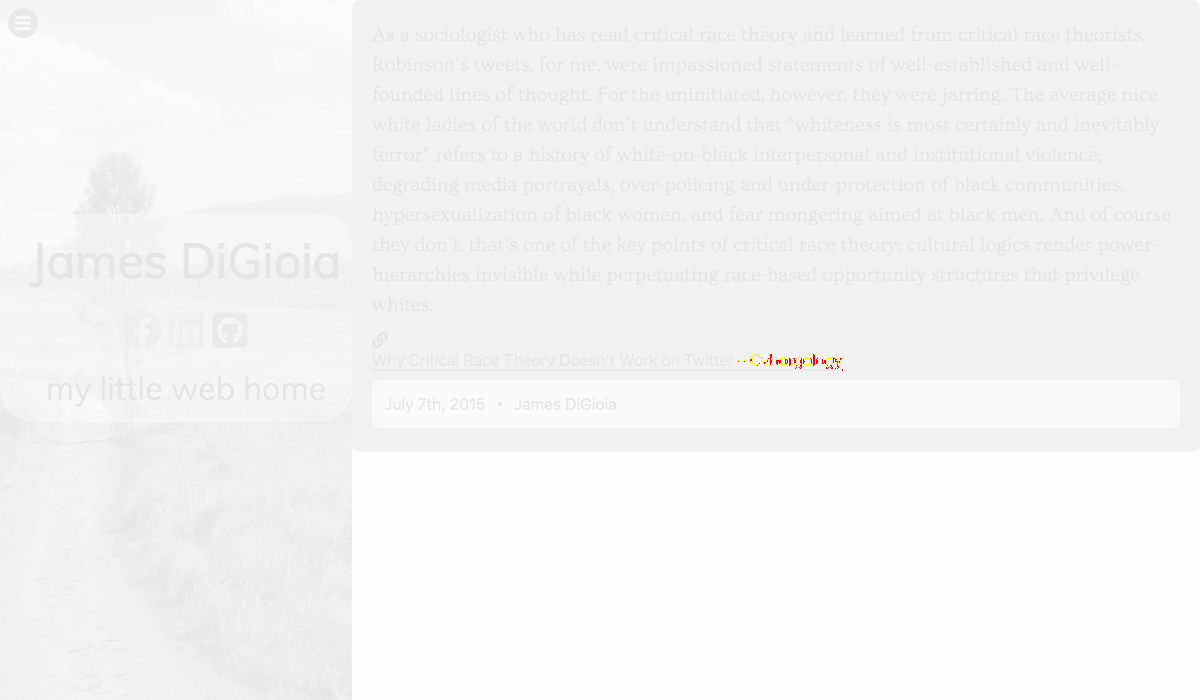 James DiGioia
my little web home
As a sociologist who has read critical race theory and learned from critical race theorists,
Robinson's tweets, for me, were impassioned statements of well-established and well-
founded lines of thought. For the uninitiated, however, they were jarring. The average nice
white ladies of the world don't understand that "whiteness is most certainly and inevitably
terror" refers to a history of white-on-black interpersonal and institutional violence,
degrading media portrayals, over-policing and under-protection of black communities,
hypersexualization of black women, and fear mongering aimed at black men. And of course
they don't, that's one of the key points of critical race theory: cultural logics render power-
hierarchies invisible while perpetuating race-based opportunity structures that privilege
whites.
Why Critical Race Theory Doesn't Work on Twitter
July 7th, 2015 • James DiGioia